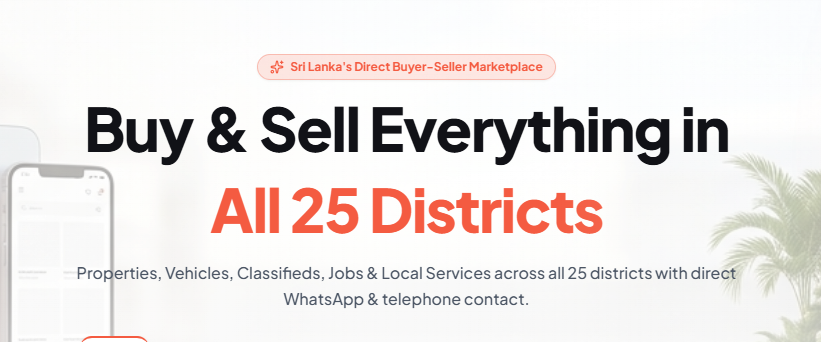 Sri Lanka's Direct Buyer–Seller Marketplace
Buy & Sell Everything in
All 25 Districts
Properties, Vehicles, Classifieds, Jobs & Local Services across all 25 districts with direct
WhatsApp & telephone contact.